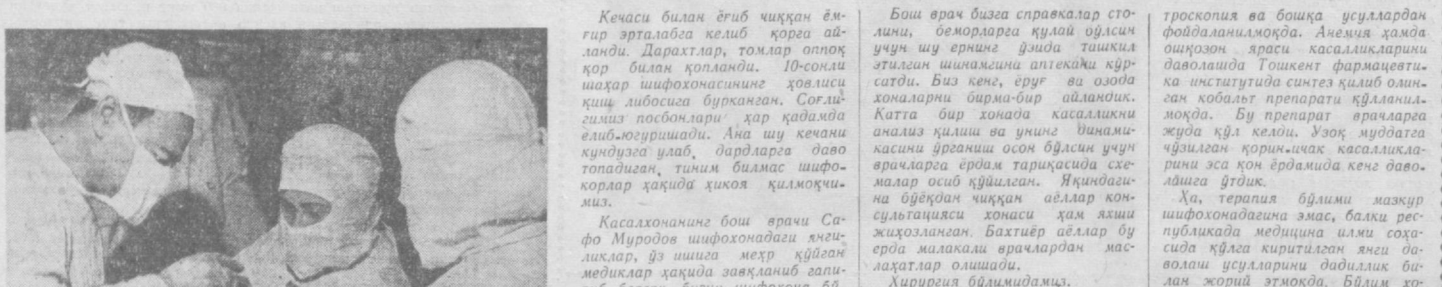 Кечаси билан ёғиб чиққан ём-
ғир эрталабга келиб қорга ай-
ланди. Дарахтлар, томлар оппоқ
қор билан қопланди. 10-сонли
шаҳар шифохонасининг ҳовлиси
қиш либосига бурканган. Соғли-
гимиз посбонлари ҳар қадамда
елиб-югуришади. Ана шу кечани
кундузга улаб, дардларга даво
топадиган, тиним билмас шифо-
корлар ҳақида ҳикоя қилмоқчи-
миз.
Касалхонанинг бош врачи Са-
фо Муродов шифохонадаги янги-
ликлар, ўз ишига меҳр қўйган
медиклар ҳақида завқланиб гапи-
Бош врач бизга справкалар сто-
лини, беморларга қулай бўлсин
учун шу ернинг ўзида ташкил
этилган шинамгина аптекани кўр-
сатди. Биз кенг, ёруғ ва озода
хоналарни бирма-бир айландик.
Катта бир хонада касалликни
анализ қилиш ва унинг динами-
касини ўрганиш осон бўлсин учун
врачларга ёрдам тариқасида схе-
малар осиб қўйилган. Яқиндаги-
на бўёқдан чиққан аёллар кон-
сультацияси хонаси ҳам яхши
жиҳозланган. Бахтиёр аёллар бу
ерда малакали врачлардан мас-
лаҳатлар олишади.
Хирургия бўлимидамиз.
троскопия ва бошқа усуллардан
фойдаланилмоқда. Анемуя ҳамда
ошқозон яраси касалликларини
даволашда Тошкент фармацевти-
ка институтида синтез қилиб олин-
ган кобальт препарати қўлланил-
моқда. Бу препарат врачларга
жуда қўл келди. Узоқ муддатга
чўзилган қорин-ичак касалликла-
рини эса қон ёрдамида кенг даво-
лашга ўтдик.
Ҳа, терапия бўлими мазкур
шифохонадагина эмас, балки рес-
публикада медицина илми соҳа-
сида қўлга киритилган янги да-
волаш усулларини дадиллик би-
лан жорий этмоқда. Бўлим хо-